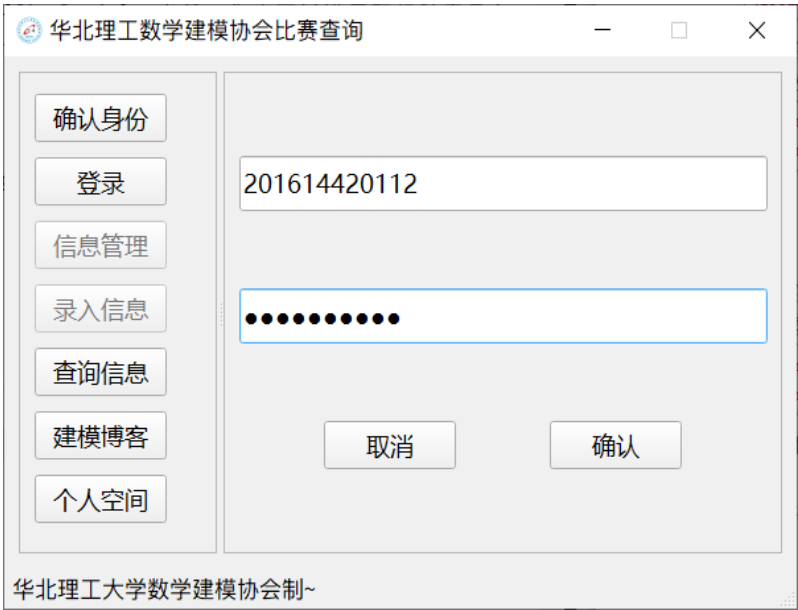 华北理工数学建模协会比赛查询
确认身份
登录
信息管理
录入信息
查询信息
建模博客
个人空间
201614420112
●●●●●●●●●●
取消
确认
华北理工大学数学建模协会制~